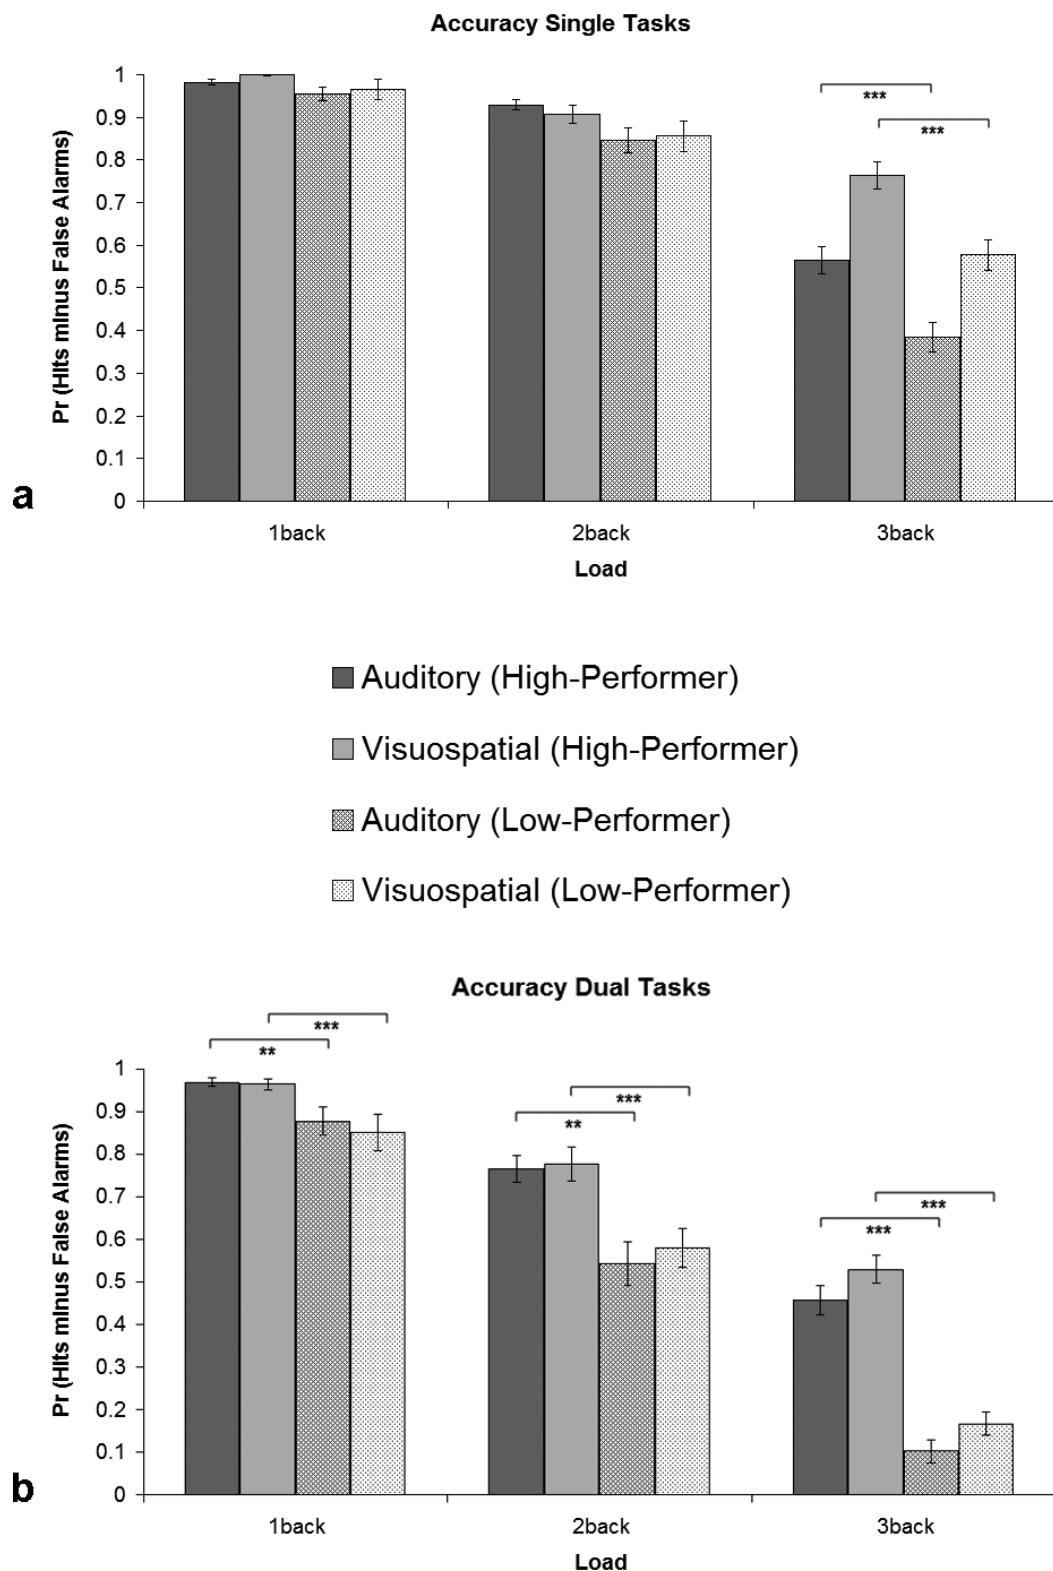 Accuracy Single Tasks
Pr (Hits minus False Alarms)
1
0.9
0.8
0.7
0.6
0.5
0.4
0.3
0.2
0.1
0
***
***
a
1back 2back 3back
Load
Auditory (High-Performer)
Visuospatial (High-Performer)
Auditory (Low-Performer)
Visuospatial (Low-Performer)
Accuracy Dual Tasks
Pr (Hits minus False Alarms)
1
0.9
0.8
0.7
0.6
0.5
0.4
0.3
0.2
0.1
0
***
**
***
**
***
***
b
1back 2back 3back
Load